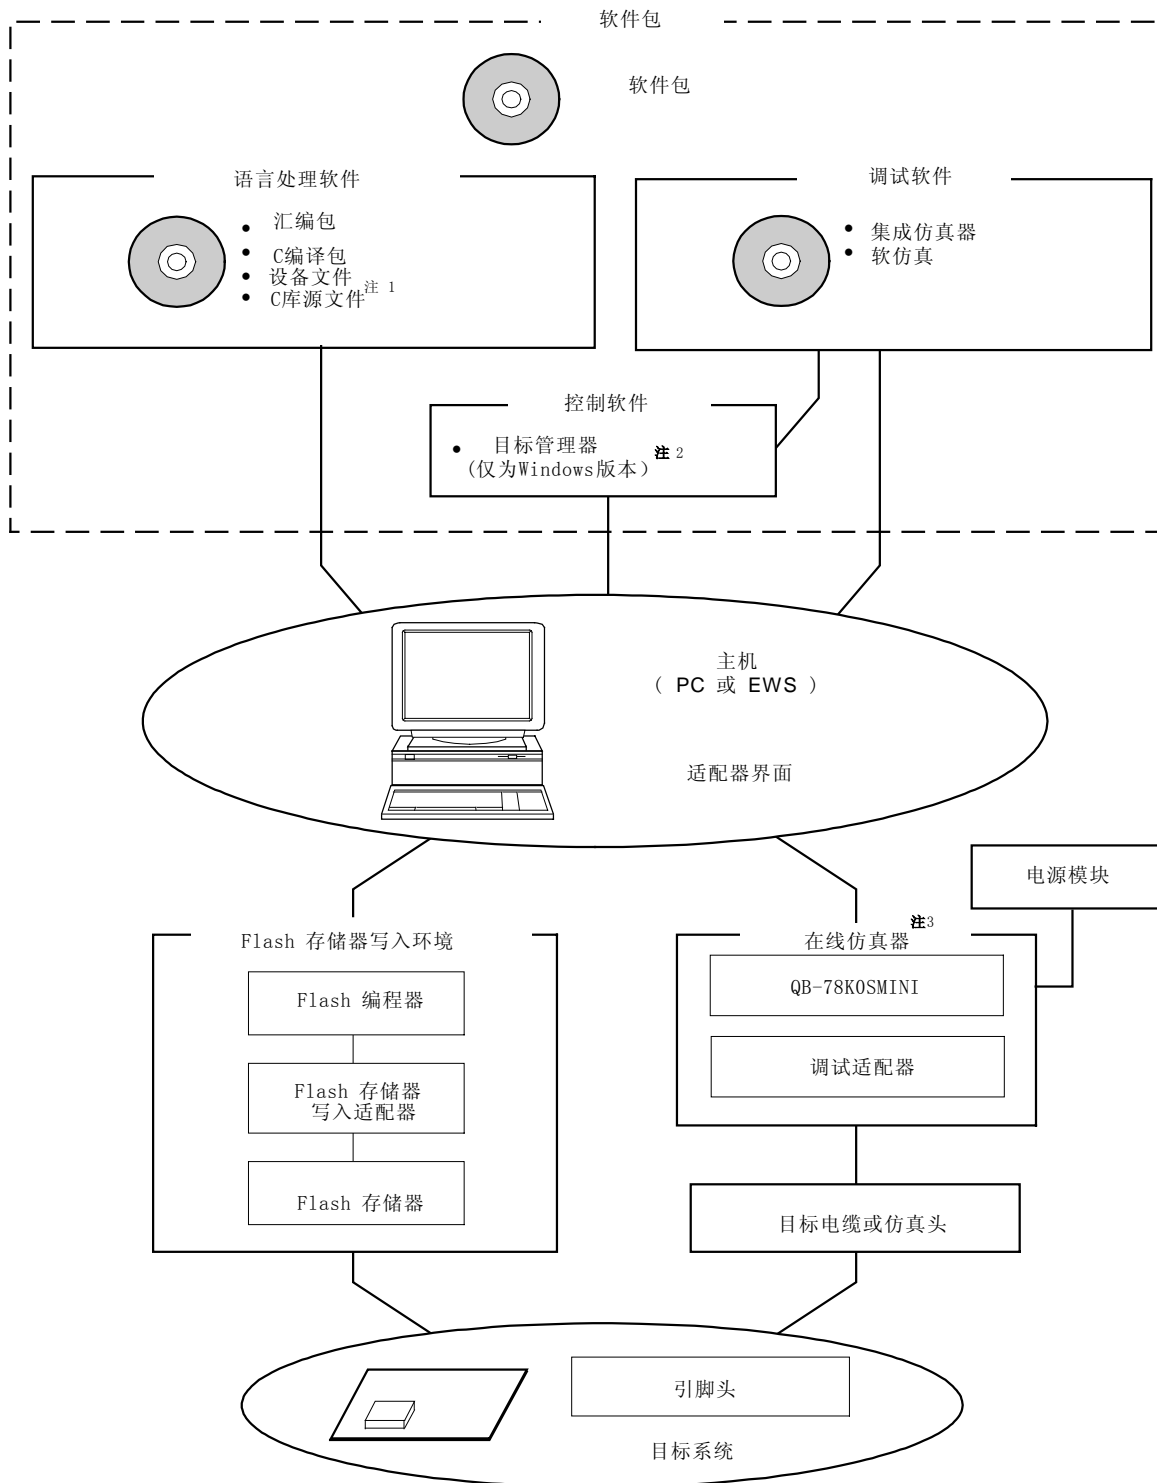 软件包
软件包
语言处理软件
• 汇编包
• C编译包
• 设备文件
• C库源文件注 1
调试软件
• 集成仿真器
• 软仿真
控制软件
• 目标管理器
(仅为Windows版本）注 2
主机
( PC 或 EWS )
适配器界面
电源模块
Flash 存储器写入环境
Flash 编程器
Flash 存储器
写入适配器
Flash 存储器
在线仿真器注3
QB-78K0SMINI
调试适配器
目标电缆或仿真头
引脚头
目标系统